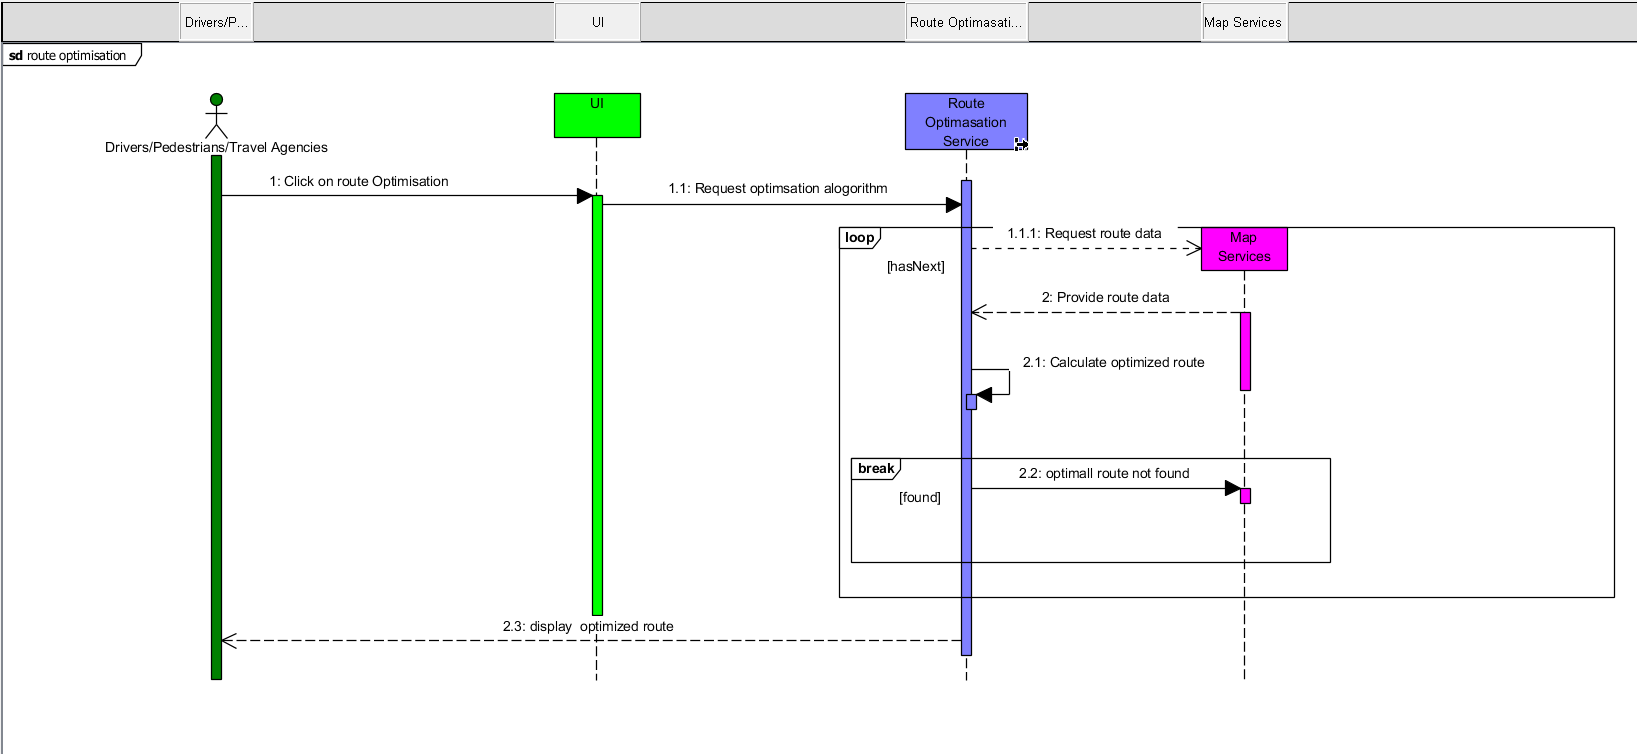 Drivers/P...
UI
Route Optimasati...
Map Services
sd route optimisation
UI
Route
Optimasation
Service
Drivers/Pedestrians/Travel Agencies
1: Click on route Optimisation
1.1: Request optimsation alogorithm
loop
1.1.1: Request route data
Map
Services
[hasNext]
2: Provide route data
2.1: Calculate optimized route
break
2.2: optimall route not found
[found]
2.3: display optimized route